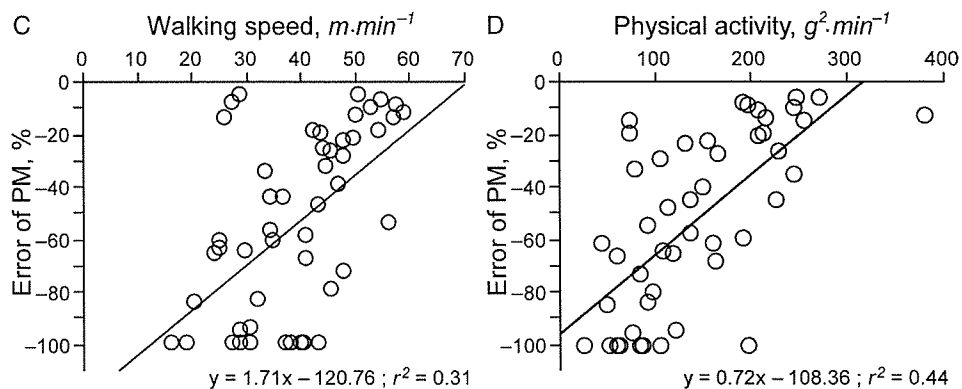 C Walking speed, m·min⁻¹
0 10 20 30 40 50 60 70
0
−20
−40
−60
−80
−100
Error of PM, %
y = 1.71x – 120.76 ; r² = 0.31
D Physical activity, g²·min⁻¹
0 100 200 300 400
0
−20
−40
−60
−80
−100
Error of PM, %
y = 0.72x – 108.36 ; r² = 0.44